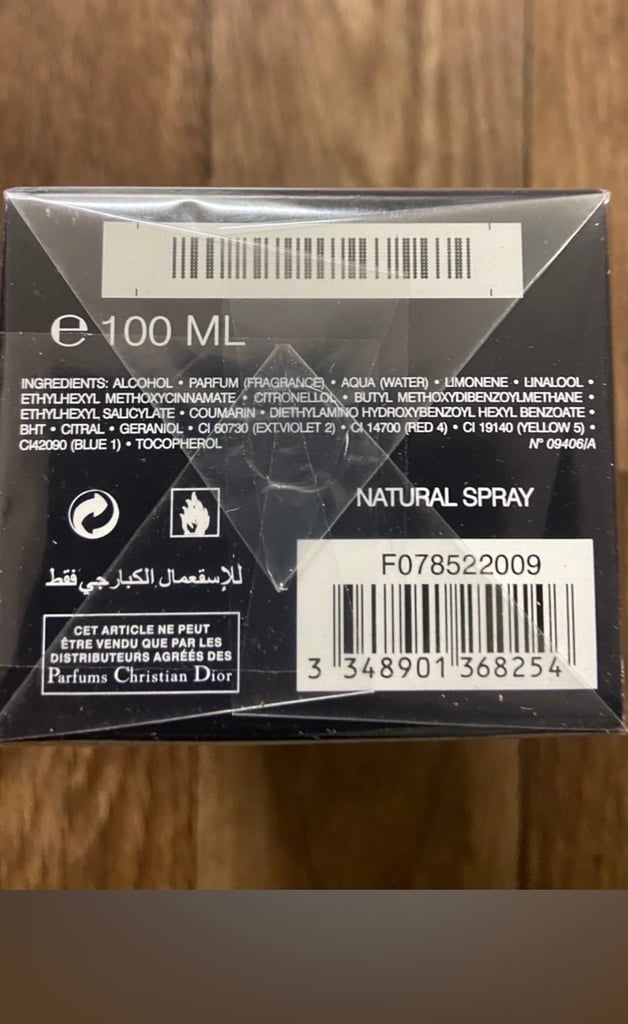 ℮ 100 ML
INGREDIENTS: ALCOHOL • PARFUM (FRAGRANCE) • AQUA (WATER) • LIMONENE • LINALOOL •
ETHYLHEXYL METHOXYCINNAMATE • CITRONELLOL • BUTYL METHOXYDIBENZOYLMETHANE •
ETHYLHEXYL SALICYLATE • COUMARIN • DIETHYLAMINO HYDROXYBENZOYL HEXYL BENZOATE •
BHT • CITRAL • GERANIOL • CI 60730 (EXT.VIOLET 2) • CI 14700 (RED 4) • CI 19140 (YELLOW 5) •
CI42090 (BLUE 1) • TOCOPHEROL
N° 09406/A
NATURAL SPRAY
للإسقعمال الكبارجي فقط
CET ARTICLE NE PEUT
ÊTRE VENDU QUE PAR LES
DISTRIBUTEURS AGRÉÉS DES
Parfums Christian Dior
F078522009
3 348901 368254